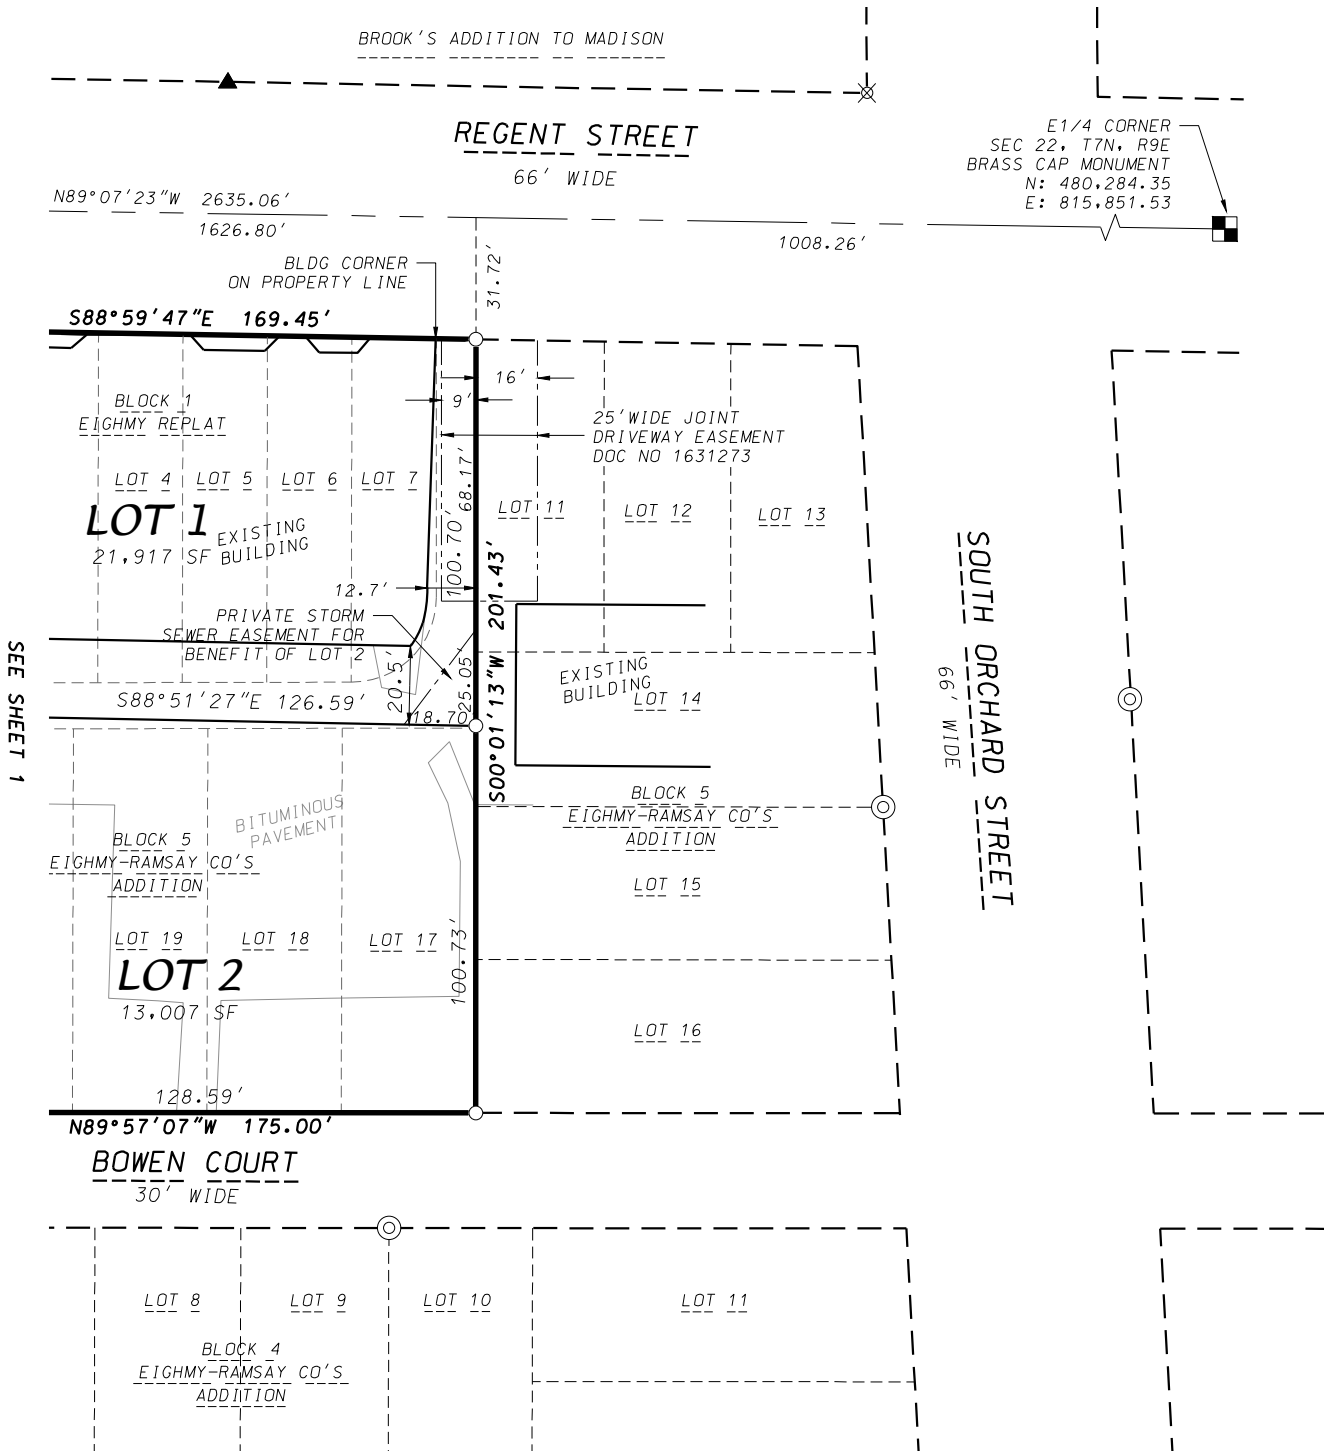 BROOK'S ADDITION TO MADISON
REGENT STREET
66' WIDE
E1/4 CORNER
SEC 22, T7N, R9E
BRASS CAP MONUMENT
N: 480,284.35
E: 815,851.53
N89°07'23"W 2635.06'
1626.80'
1008.26'
31.72'
BLDG CORNER
ON PROPERTY LINE
S88°59'47"E 169.45'
16'
9'
BLOCK 1
EIGHMY REPLAT
25'WIDE JOINT
DRIVEWAY EASEMENT
DOC NO 1631273
LOT 4
LOT 5
LOT 6
LOT 7
68.17'
100.70'
LOT 11
LOT 12
LOT 13
LOT 1
21,917 SF
EXISTING
BUILDING
12.7'
PRIVATE STORM
SEWER EASEMENT FOR
BENEFIT OF LOT 2
S00°01'13"W 201.43'
SOUTH ORCHARD STREET
66' WIDE
SEE SHEET 1
EXISTING
BUILDING
LOT 14
20.5'
25.05'
S88°51'27"E 126.59'
18.70'
BITUMINOUS
PAVEMENT
BLOCK 5
EIGHMY-RAMSAY CO'S
ADDITION
BLOCK 5
EIGHMY-RAMSAY CO'S
ADDITION
LOT 15
LOT 19
LOT 18
LOT 17
100.73'
LOT 2
13,007 SF
LOT 16
128.59'
N89°57'07"W 175.00'
BOWEN COURT
30' WIDE
LOT 8
LOT 9
LOT 10
LOT 11
BLOCK 4
EIGHMY-RAMSAY CO'S
ADDITION